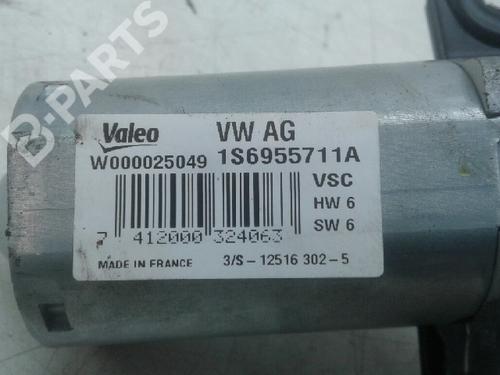 B-PARTS
Valeo VW AG
W000025049 1S6955711A
VSC
HW 6
SW 6
7 412000 324063
MADE IN FRANCE 3/S-12516 302-5